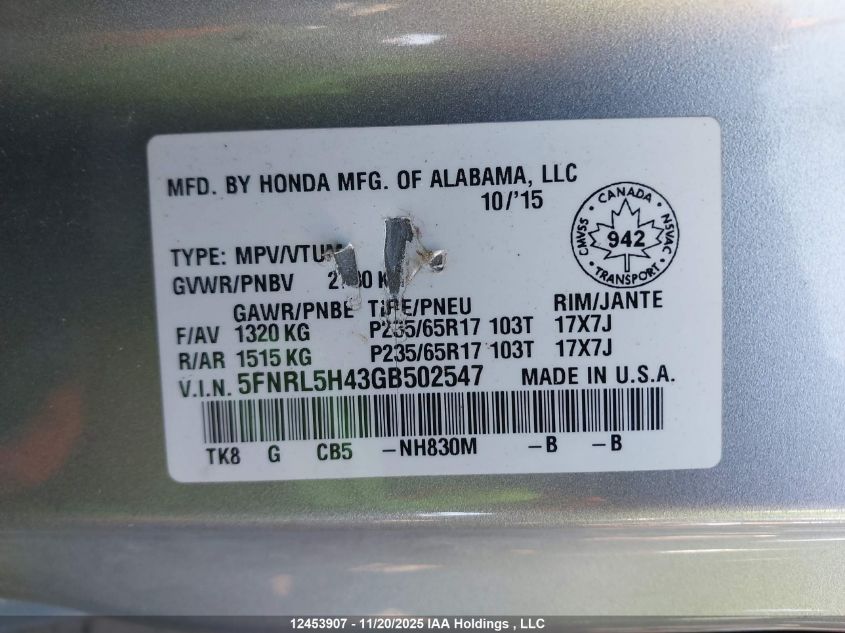 MFD. BY HONDA MFG. OF ALABAMA, LLC
10/'15
CANADA
CMVSS NSVAC
942
TRANSPORT
TYPE: MPV/VTUM
GVWR/PNBV KG
GAWR/PNBE TIRE/PNEU RIM/JANTE
F/AV 1320 KG P235/65R17 103T 17X7J
R/AR 1515 KG P235/65R17 103T 17X7J
V.I.N. 5FNRL5H43GB502547 MADE IN U.S.A.
TK8 G CB5 -NH830M -B -B
12453907 - 11/20/2025 IAA Holdings , LLC